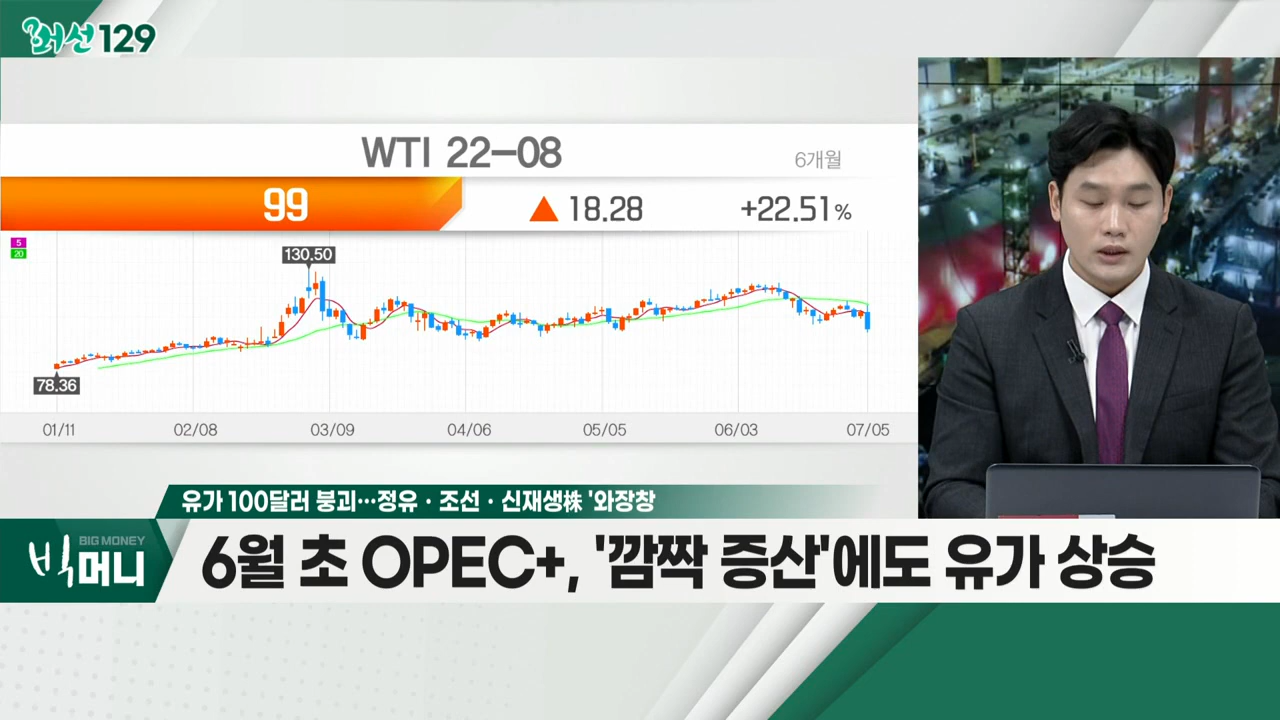 최선129
WTI 22-08
6개월
99
▲ 18.28
+22.51%
5
20
130.50
78.36
01/11
02/08
03/09
04/06
05/05
06/03
07/05
유가 100달러 붕괴…정유·조선·신재생株 '와장창
BIG MONEY
빅머니
6월 초 OPEC+, '깜짝 증산'에도 유가 상승